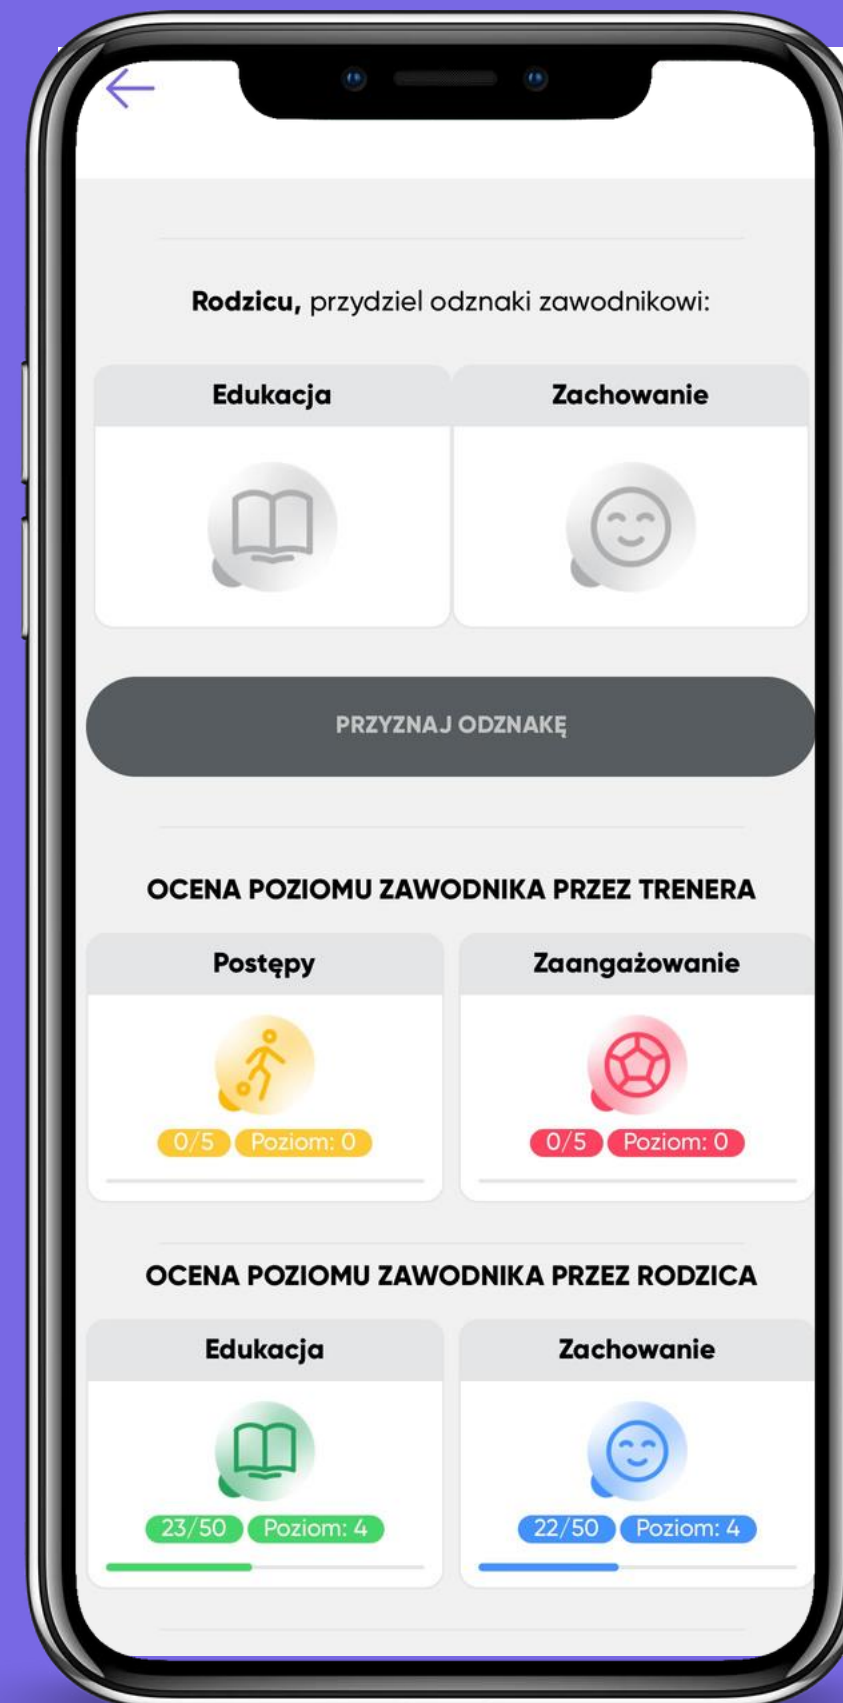 Rodzicu, przydziel odznaki zawodnikowi:
Edukacja
Zachowanie
PRZYZNAJ ODZNAKĘ
OCENA POZIOMU ZAWODNIKA PRZEZ TRENERA
Postępy
Zaangażowanie
0/5 Poziom: 0
0/5 Poziom: 0
OCENA POZIOMU ZAWODNIKA PRZEZ RODZICA
Edukacja
Zachowanie
23/50 Poziom: 4
22/50 Poziom: 4